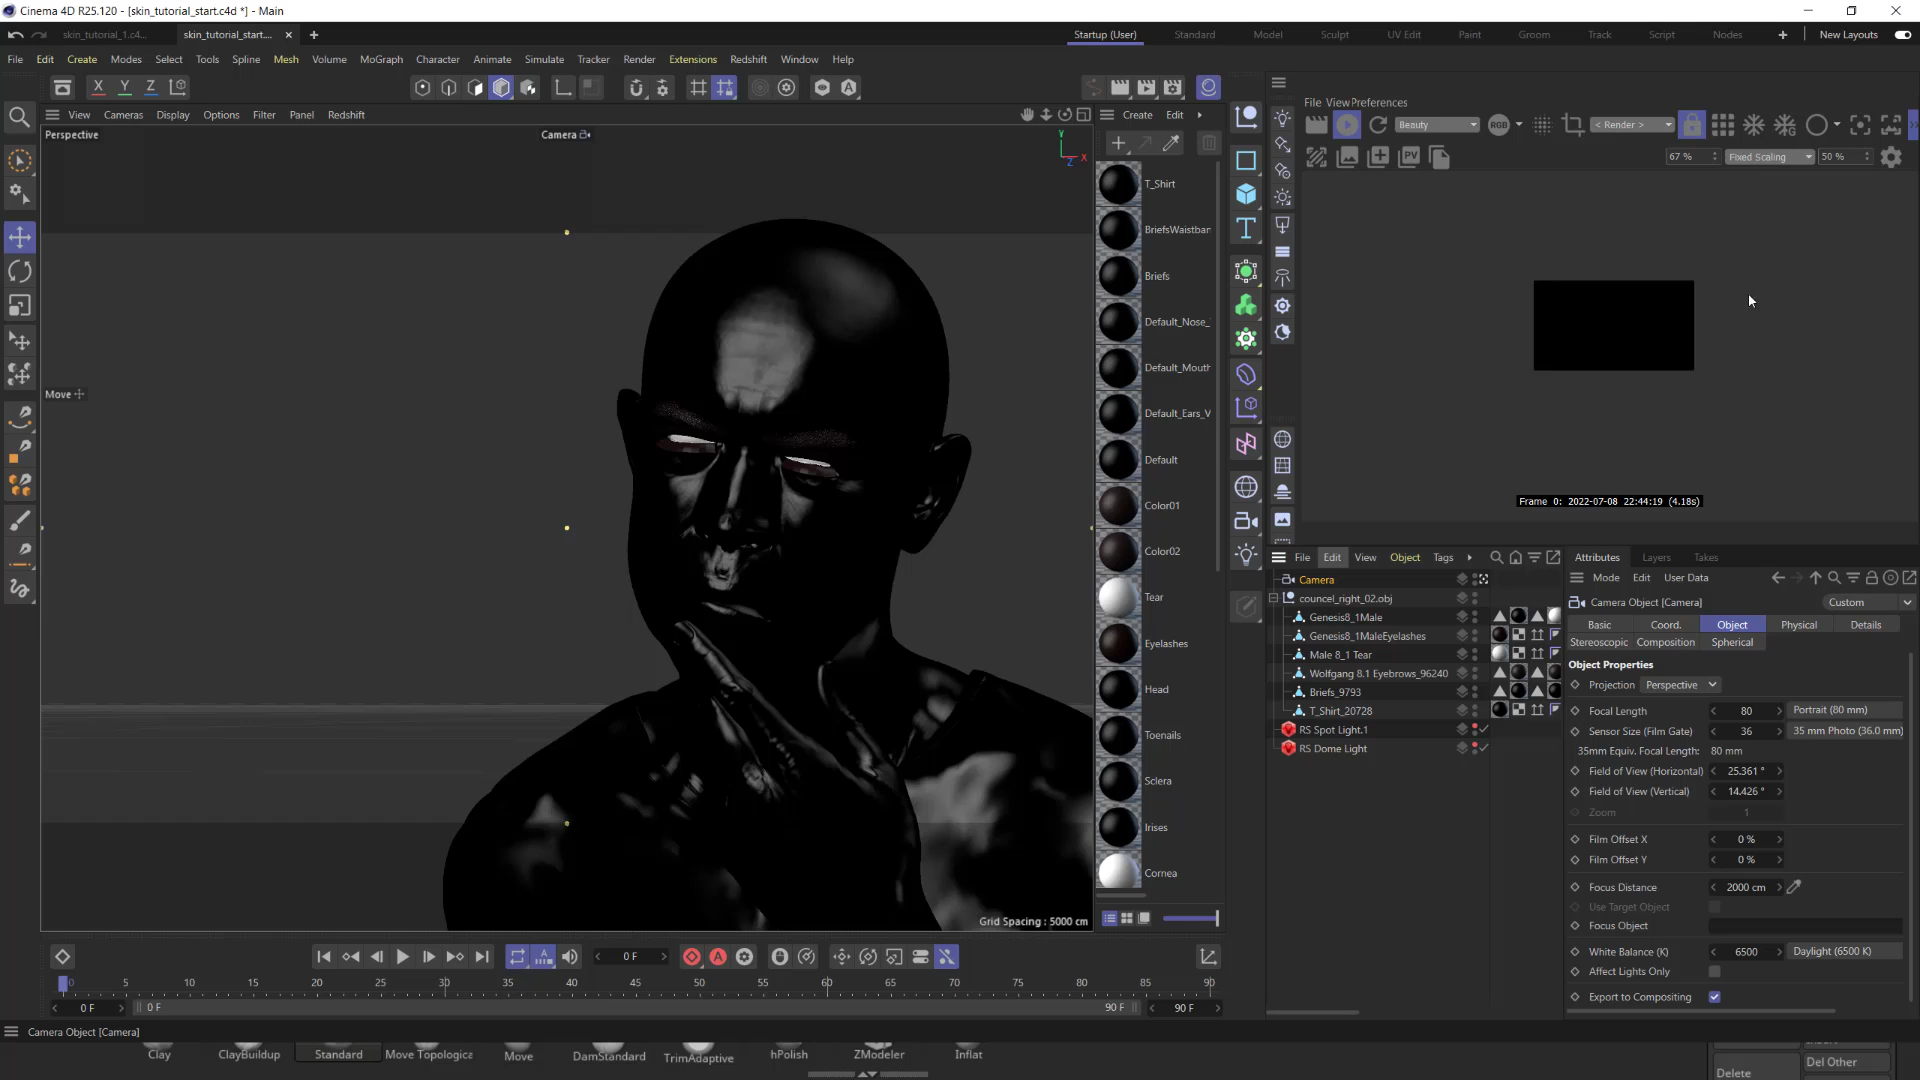 Cinema 4D R25.120 - [skin_tutorial_start.c4d *] - Main
skin_tutorial_1.c4...
skin_tutorial_start....
Startup (User)
Standard
Model
Sculpt
UV Edit
Paint
Groom
Track
Script
Nodes
New Layouts
File
Edit
Create
Modes
Select
Tools
Spline
Mesh
Volume
MoGraph
Character
Animate
Simulate
Tracker
Render
Extensions
Redshift
Window
Help
X
Y
Z
View
Cameras
Display
Options
Filter
Panel
Redshift
Perspective
Camera
Y
X
Z
Move
Grid Spacing : 5000 cm
Create
Edit
T_Shirt
BriefsWaistbar
Briefs
Default_Nose_
Default_Mouth
Default_Ears_V
Default
Color01
Color02
Tear
Eyelashes
Head
Toenails
Sclera
Irises
Cornea
File View Preferences
Beauty
RGB
< Render >
PV
67 %
Fixed Scaling
50 %
Frame 0: 2022-07-08 22:44:19 (4.18s)
File
Edit
View
Object
Tags
Camera
councel_right_02.obj
Genesis8_1Male
Genesis8_1MaleEyelashes
Male 8_1 Tear
Wolfgang 8.1 Eyebrows_96240
Briefs_9793
T_Shirt_20728
RS Spot Light.1
RS Dome Light
Attributes
Layers
Takes
Mode
Edit
User Data
Camera Object [Camera]
Custom
Basic
Coord.
Object
Physical
Details
Stereoscopic
Composition
Spherical
Object Properties
Projection
Perspective
Focal Length
80
Portrait (80 mm)
Sensor Size (Film Gate)
36
35 mm Photo (36.0 mm)
35mm Equiv. Focal Length:
80 mm
Field of View (Horizontal)
25.361 °
Field of View (Vertical)
14.426 °
Zoom
1
Film Offset X
0 %
Film Offset Y
0 %
Focus Distance
2000 cm
Use Target Object
Focus Object
White Balance (K)
6500
Daylight (6500 K)
Affect Lights Only
Export to Compositing
0 F
0
5
10
15
20
25
30
35
40
45
50
55
60
65
70
75
80
85
90
0 F
0 F
90 F
90 F
Camera Object [Camera]
Clay
ClayBuildup
Standard
Move Topologica
Move
DamStandard
TrimAdaptive
hPolish
ZModeler
Inflat
Delete
Del Other